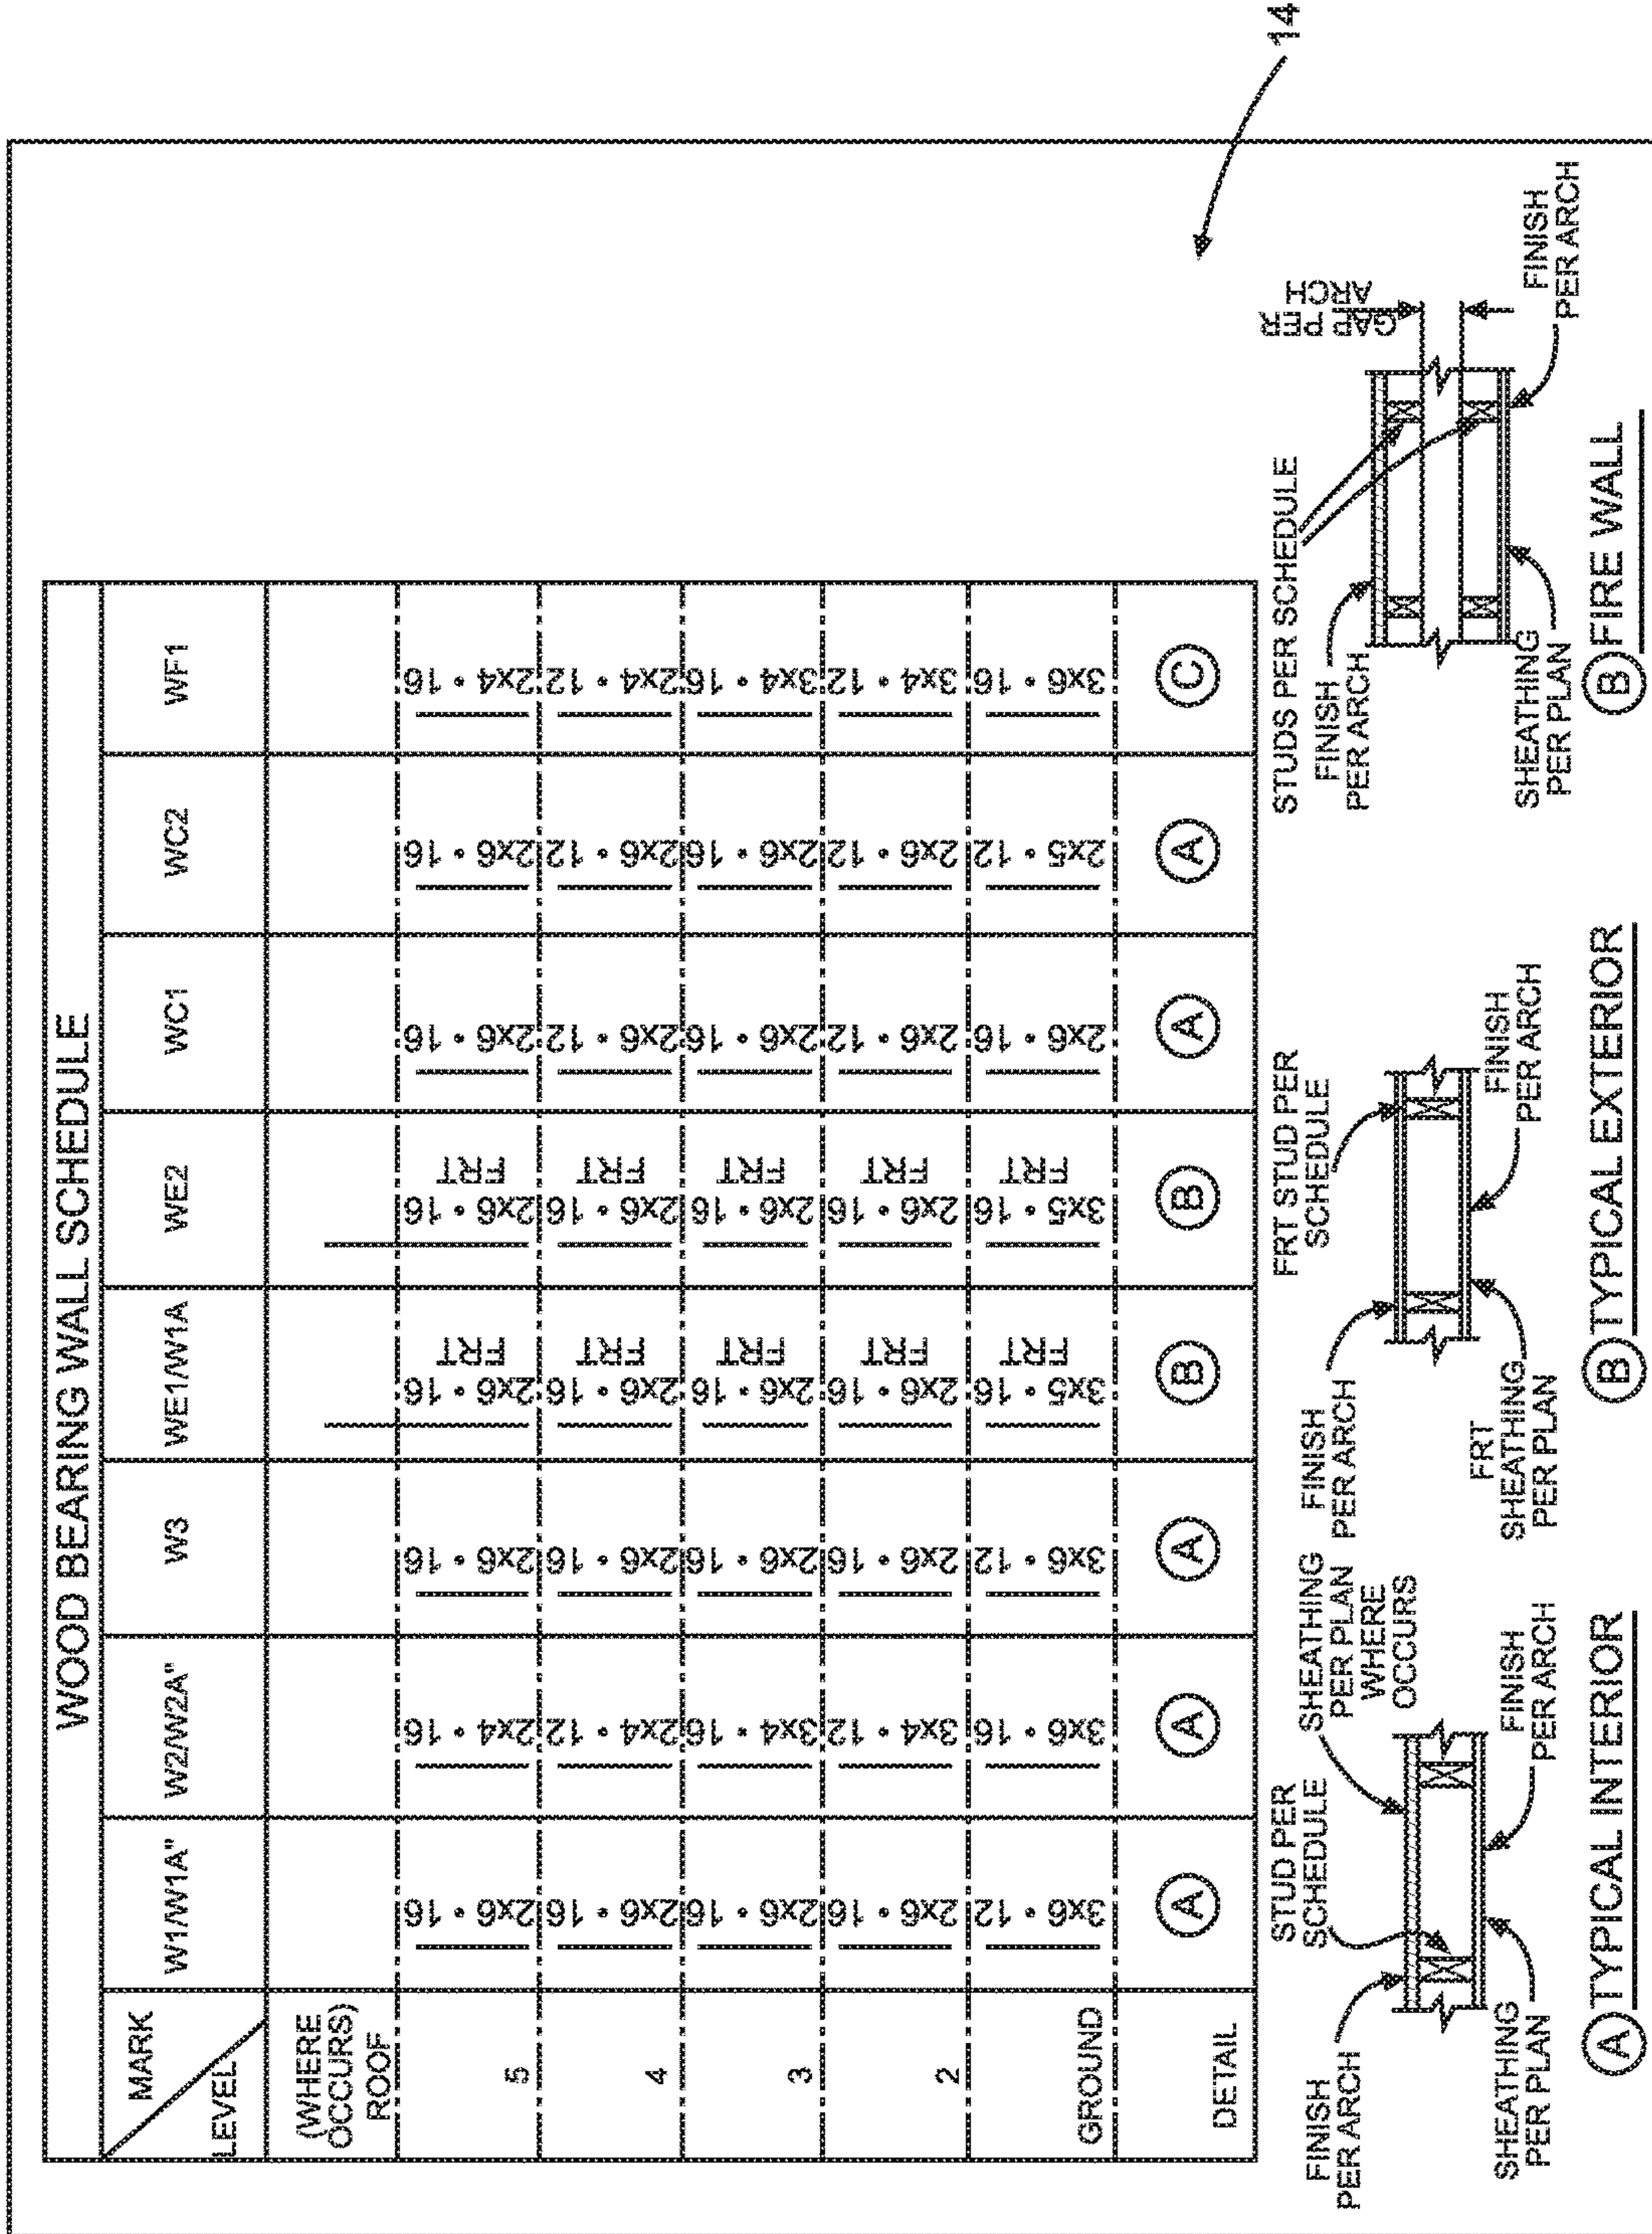 WOOD BEARING WALL SCHEDULE
MARK
LEVEL
W1/W1A"
W2/W2A"
W3
WE1/W1A
WE2
WC1
WC2
WF1
(WHERE
OCCURS)
ROOF
5
2x6 • 16
2x4 • 16
2x6 • 16
2x6 • 16
FRT
2x6 • 16
FRT
2x6 • 16
2x6 • 16
2x4 • 16
4
2x6 • 16
2x4 • 12
2x6 • 16
2x6 • 16
FRT
2x6 • 16
FRT
2x6 • 12
2x6 • 12
2x4 • 12
3
2x6 • 16
3x4 • 16
2x6 • 16
2x6 • 16
FRT
2x6 • 16
FRT
2x6 • 16
2x6 • 16
3x4 • 16
2
2x6 • 16
3x4 • 12
2x6 • 16
2x6 • 16
FRT
2x6 • 16
FRT
2x6 • 12
2x6 • 12
3x4 • 12
GROUND
3x6 • 12
3x6 • 16
3x6 • 12
3x5 • 16
FRT
3x5 • 16
FRT
2x6 • 16
2x5 • 12
3x6 • 16
DETAIL
A
A
A
B
B
A
A
C
FINISH
PER ARCH
STUD PER
SCHEDULE
SHEATHING
PER PLAN
WHERE
OCCURS
SHEATHING
PER PLAN
FINISH
PER ARCH
A TYPICAL INTERIOR
FINISH
PER ARCH
FRT STUD PER
SCHEDULE
FRT
SHEATHING
PER PLAN
FINISH
PER ARCH
B TYPICAL EXTERIOR
STUDS PER SCHEDULE
FINISH
PER ARCH
GAP PER
ARCH
SHEATHING
PER PLAN
FINISH
PER ARCH
B FIRE WALL
14